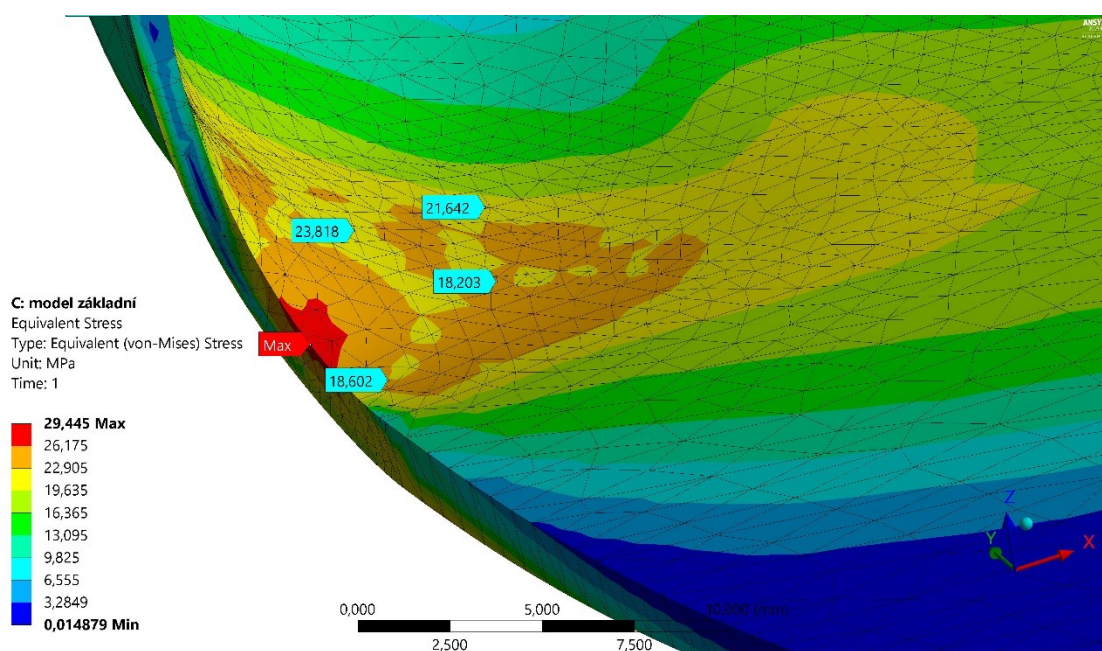 ANSYS
21,642
23,818
18,203
C: model základní
Equivalent Stress
Type: Equivalent (von-Mises) Stress
Unit: MPa
Time: 1
Max
18,602
29,445 Max
26,175
22,905
19,635
16,365
13,095
9,825
6,555
3,2849
0,014879 Min
Z
Y
X
0,000
5,000
10,000 (mm)
2,500
7,500